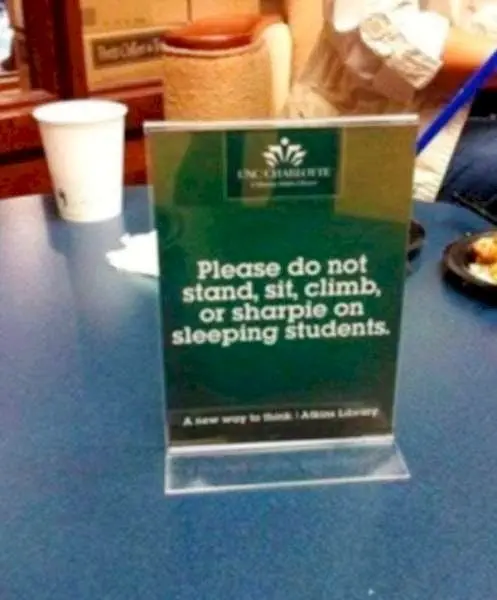 UNC CHARLOTTE
Please do not
stand, sit, climb,
or sharpie on
sleeping students.
A new way to think | Atkins Library